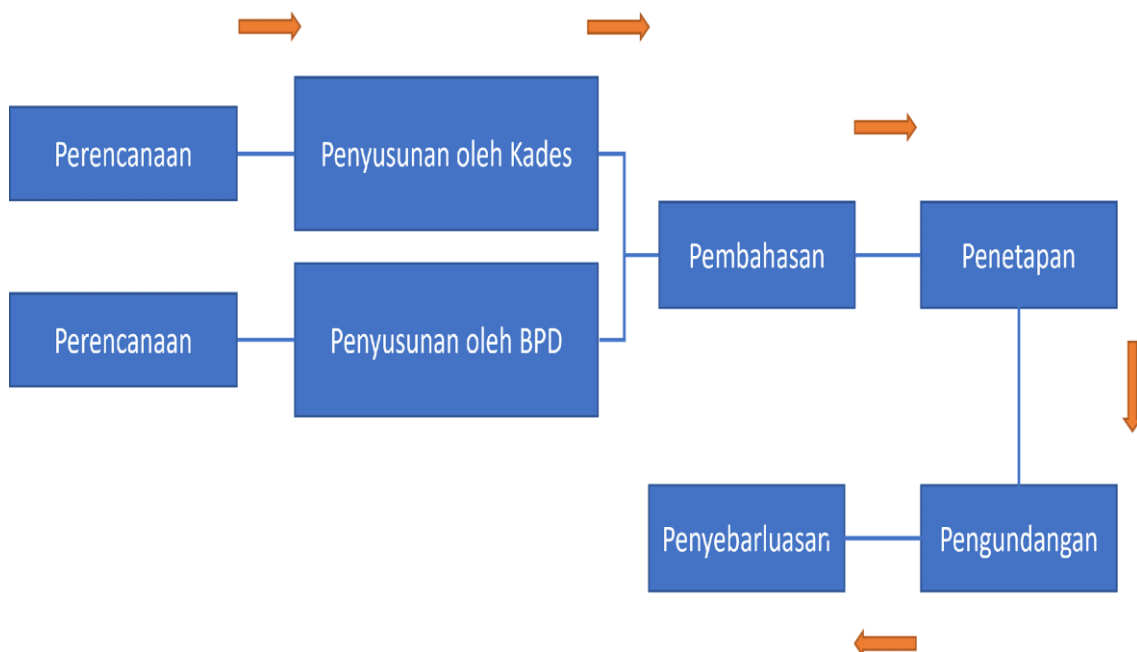 Perencanaan
Penyusunan oleh Kades
Perencanaan
Penyusunan oleh BPD
Pembahasan
Penetapan
Pengundangan
Penyebarluasan